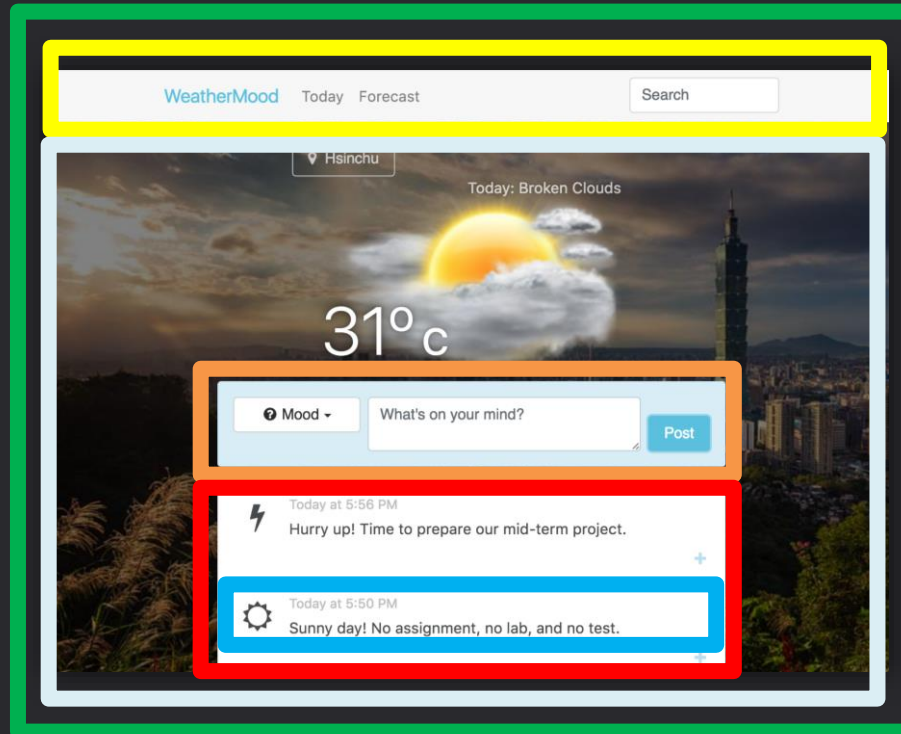 WeatherMood Today Forecast Search
Hsinchu
Today: Broken Clouds
31° c
Mood What's on your mind? Post
Today at 5:56 PM
Hurry up! Time to prepare our mid-term project.
+
Today at 5:50 PM
Sunny day! No assignment, no lab, and no test.
+